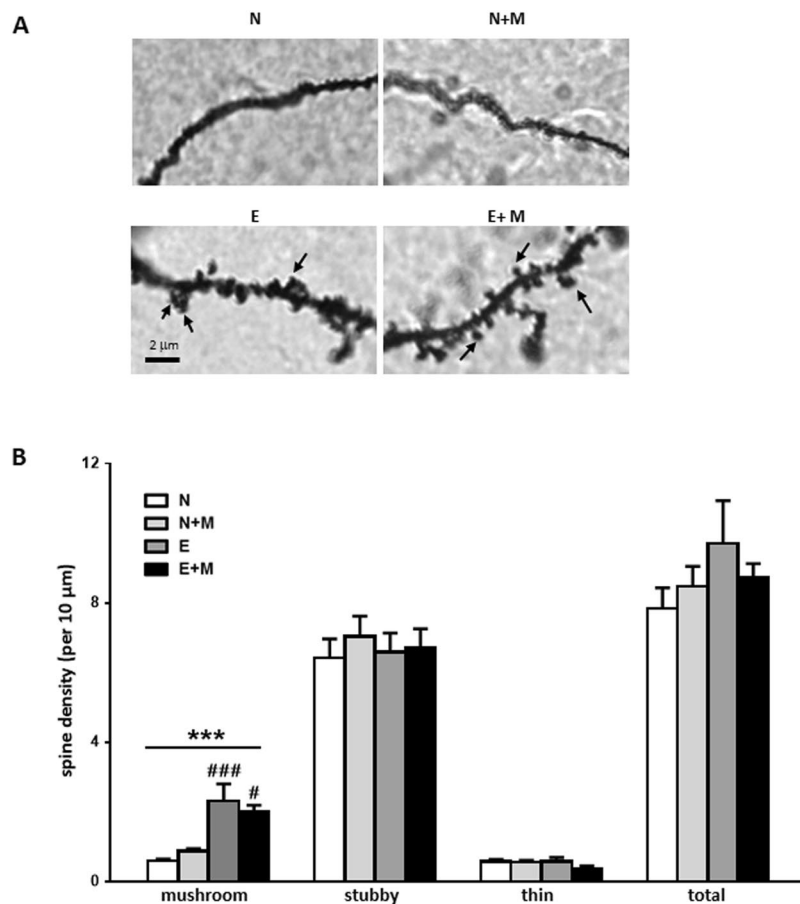 A
N
N+M
E
E+ M
2 µm
B
spine density (per 10 µm)
12
8
4
0
N
N+M
E
E+M
***
###
#
mushroom
stubby
thin
total